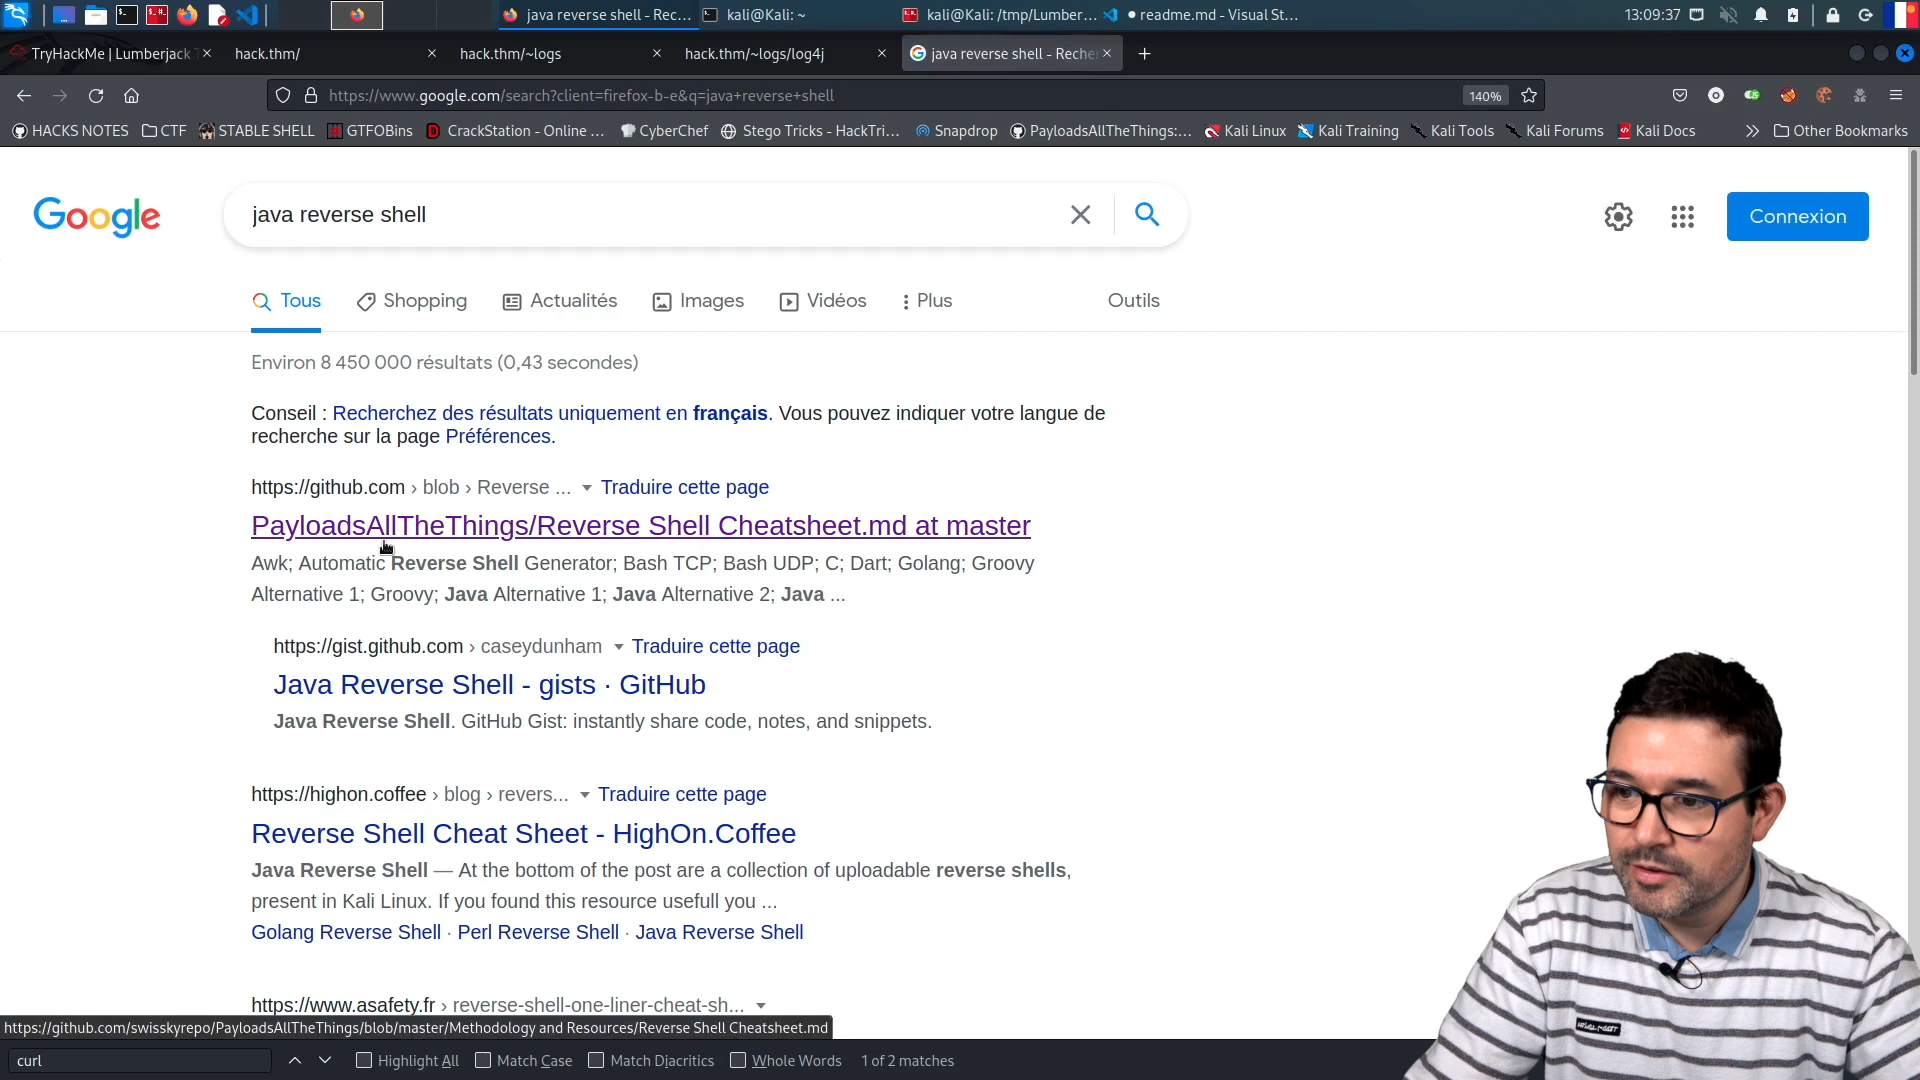 java reverse shell - Rec...
kali@Kali: ~
kali@Kali: /tmp/Lumber...
● readme.md - Visual St...
13:09:37
TryHackMe | Lumberjack
hack.thm/
hack.thm/~logs
hack.thm/~logs/log4j
java reverse shell - Reche
https://www.google.com/search?client=firefox-b-e&q=java+reverse+shell
140%
HACKS NOTES
CTF
STABLE SHELL
GTFOBins
CrackStation - Online ...
CyberChef
Stego Tricks - HackTri...
Snapdrop
PayloadsAllTheThings:...
Kali Linux
Kali Training
Kali Tools
Kali Forums
Kali Docs
Other Bookmarks
Google
java reverse shell
Connexion
Tous
Shopping
Actualités
Images
Vidéos
Plus
Outils
Environ 8 450 000 résultats (0,43 secondes)
Conseil : Recherchez des résultats uniquement en français. Vous pouvez indiquer votre langue de
recherche sur la page Préférences.
https://github.com › blob › Reverse ... Traduire cette page
PayloadsAllTheThings/Reverse Shell Cheatsheet.md at master
Awk; Automatic Reverse Shell Generator; Bash TCP; Bash UDP; C; Dart; Golang; Groovy
Alternative 1; Groovy; Java Alternative 1; Java Alternative 2; Java ...
https://gist.github.com › caseydunham Traduire cette page
Java Reverse Shell - gists · GitHub
Java Reverse Shell. GitHub Gist: instantly share code, notes, and snippets.
https://highon.coffee › blog › revers... Traduire cette page
Reverse Shell Cheat Sheet - HighOn.Coffee
Java Reverse Shell — At the bottom of the post are a collection of uploadable reverse shells,
present in Kali Linux. If you found this resource usefull you ...
Golang Reverse Shell · Perl Reverse Shell · Java Reverse Shell
https://www.asafety.fr › reverse-shell-one-liner-cheat-sh...
https://github.com/swisskyrepo/PayloadsAllTheThings/blob/master/Methodology and Resources/Reverse Shell Cheatsheet.md
curl
Highlight All
Match Case
Match Diacritics
Whole Words
1 of 2 matches